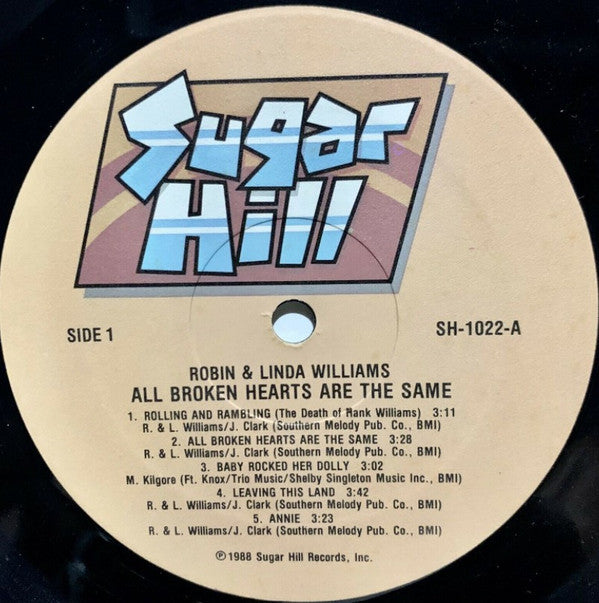 Sugar
Hill
SIDE 1
SH-1022-A
ROBIN & LINDA WILLIAMS
ALL BROKEN HEARTS ARE THE SAME
1. ROLLING AND RAMBLING (The Death of Hank Williams) 3:11
R. & L. Williams/J. Clark (Southern Melody Pub. Co., BMI)
2. ALL BROKEN HEARTS ARE THE SAME 3:28
R. & L. Williams/J. Clark (Southern Melody Pub. Co., BMI)
3. BABY ROCKED HER DOLLY 3:02
M. Kilgore (Ft. Knox/Trio Music/Shelby Singleton Music Inc., BMI)
4. LEAVING THIS LAND 3:42
R. & L. Williams/J. Clark (Southern Melody Pub. Co., BMI)
5. ANNIE 3:23
R. & L. Williams/J. Clark (Southern Melody Pub. Co., BMI)
℗1988 Sugar Hill Records, Inc.